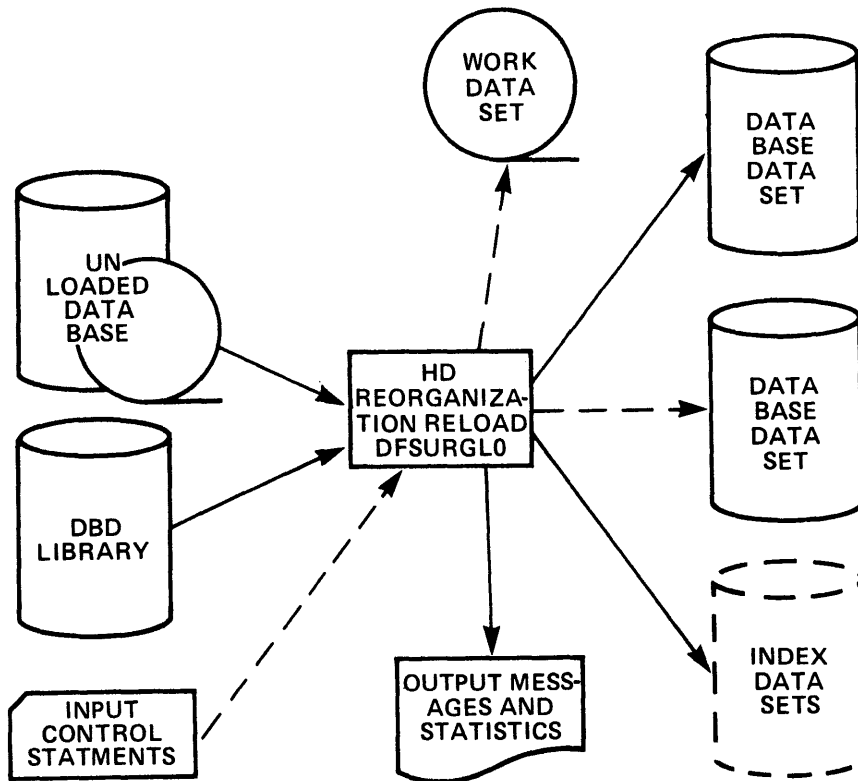 WORK
DATA
SET
DATA
BASE
DATA
SET
UN
LOADED
DATA
BASE
HD
REORGANIZA-
TION RELOAD
DFSURGL0
DATA
BASE
DATA
SET
DBD
LIBRARY
INPUT
CONTROL
STATMENTS
OUTPUT MESS-
AGES AND
STATISTICS
INDEX
DATA
SETS